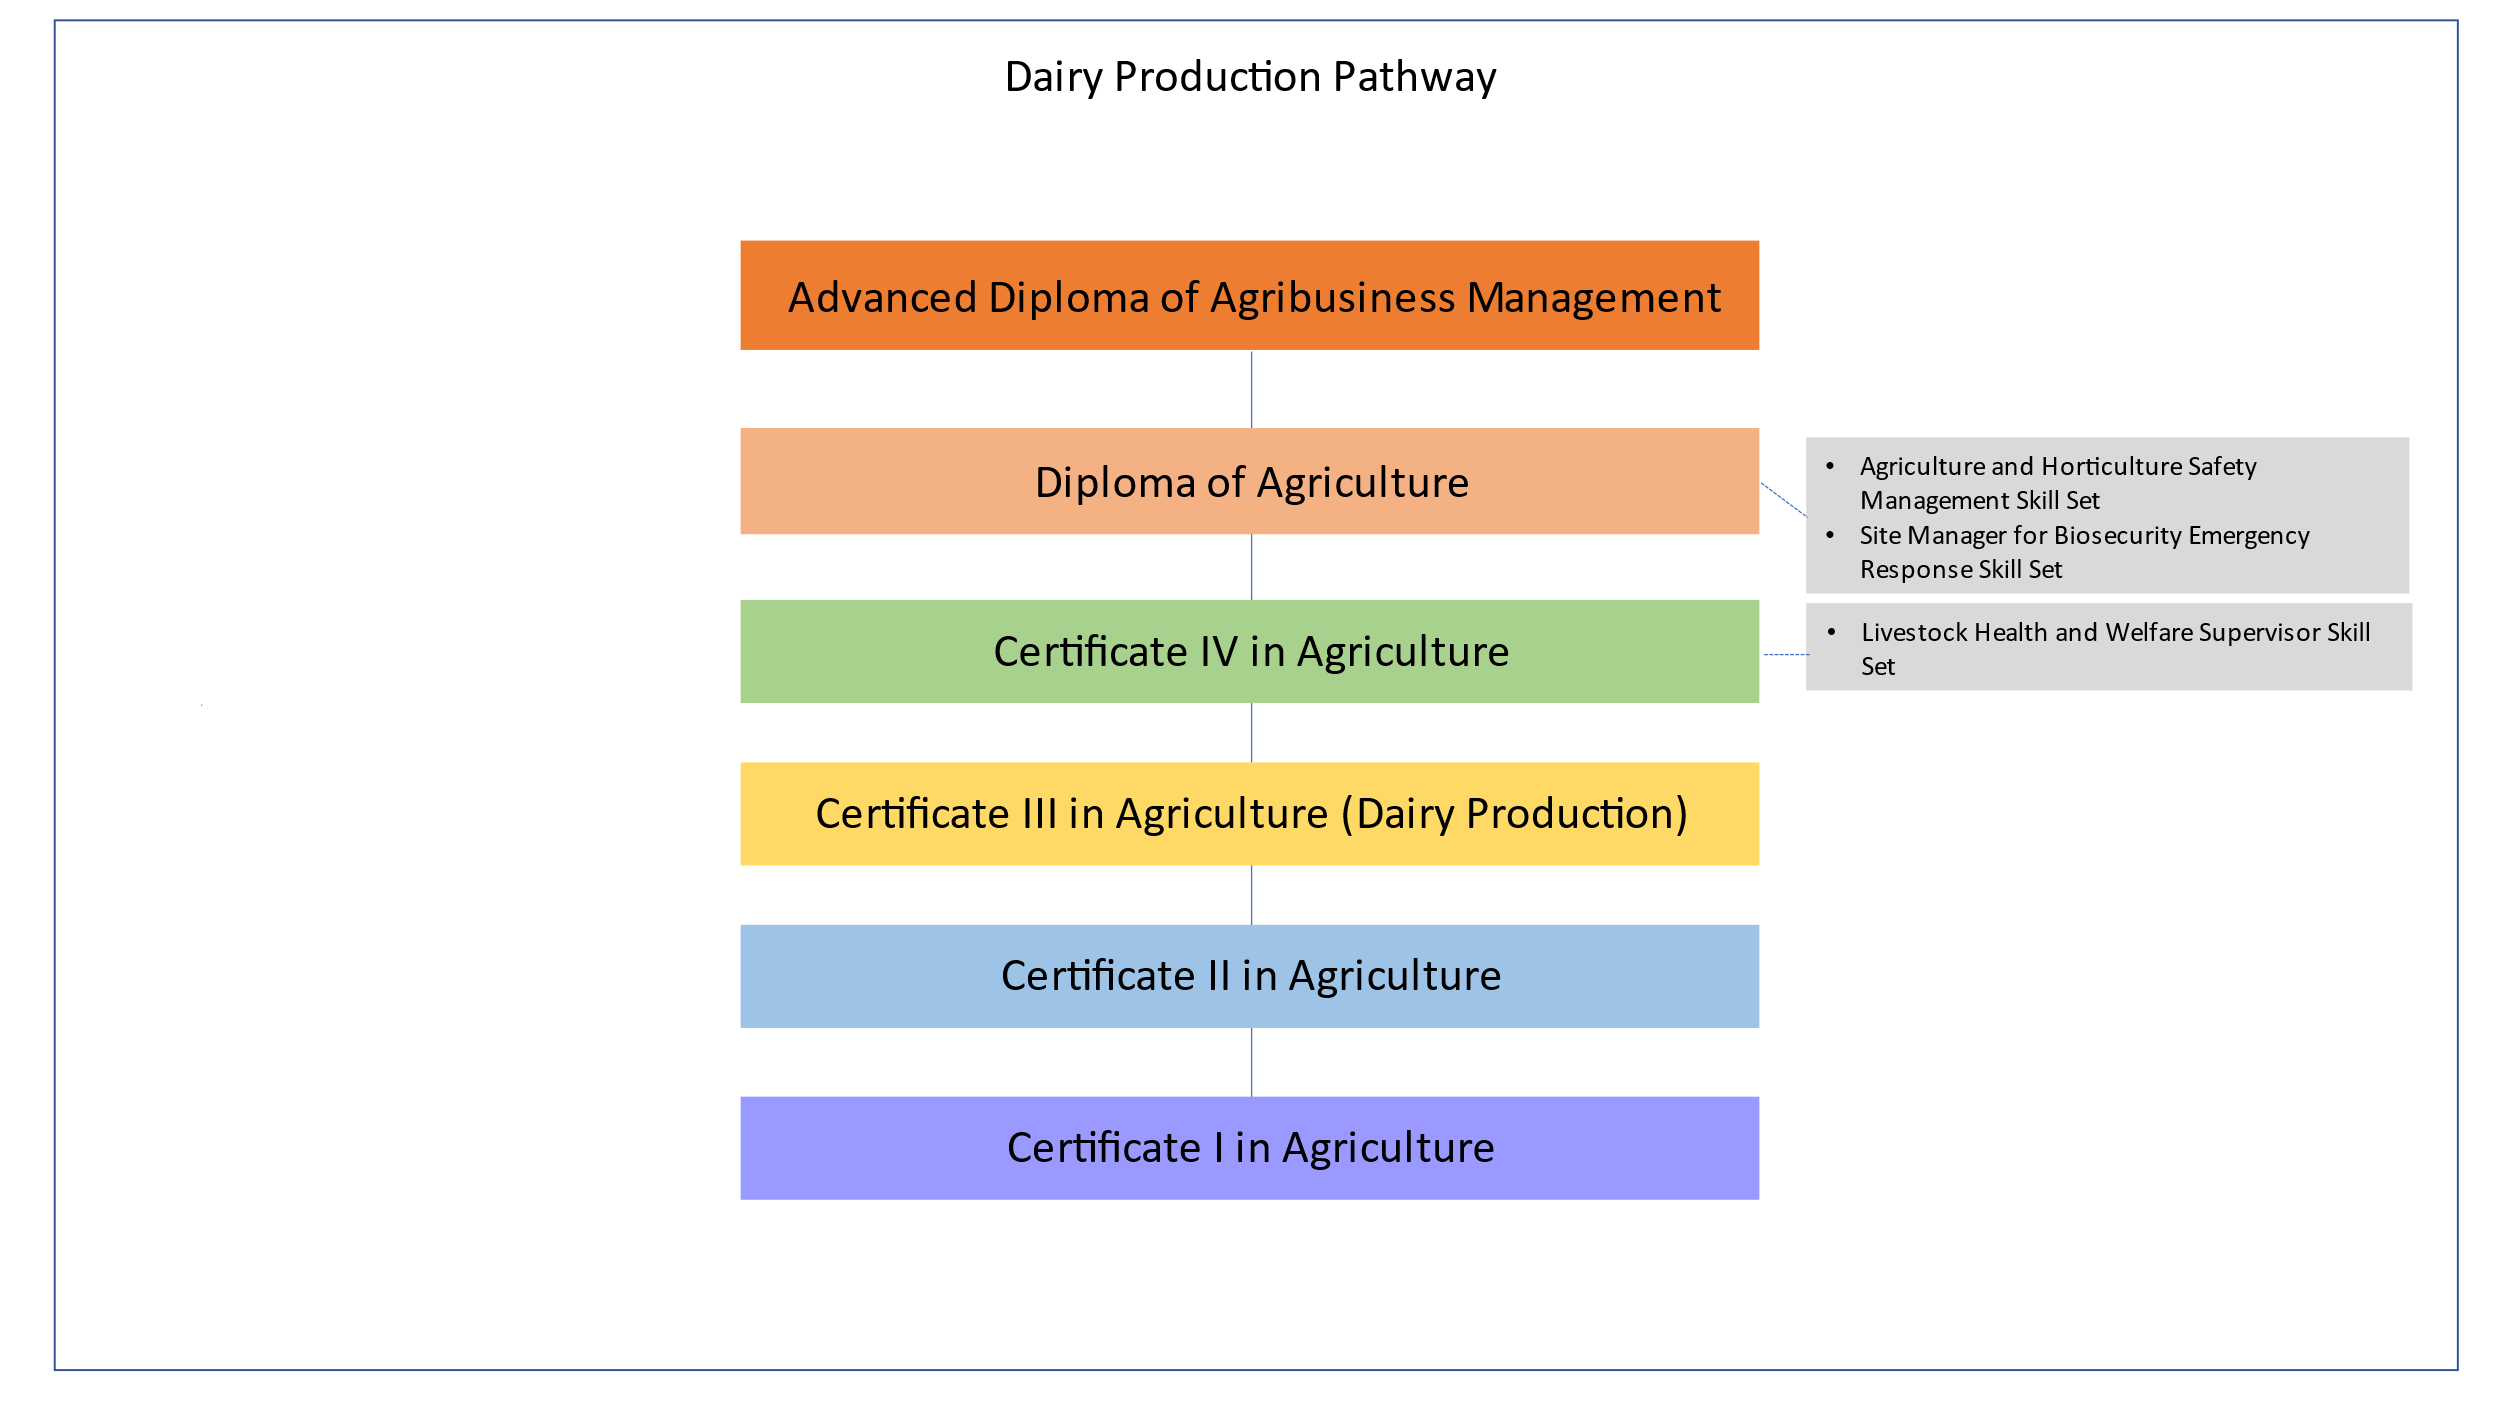 Dairy Production Pathway
Advanced Diploma of Agribusiness Management
Diploma of Agriculture
• Agriculture and Horticulture Safety
Management Skill Set
• Site Manager for Biosecurity Emergency
Response Skill Set
Certificate IV in Agriculture
• Livestock Health and Welfare Supervisor Skill
Set
Certificate III in Agriculture (Dairy Production)
Certificate II in Agriculture
Certificate I in Agriculture